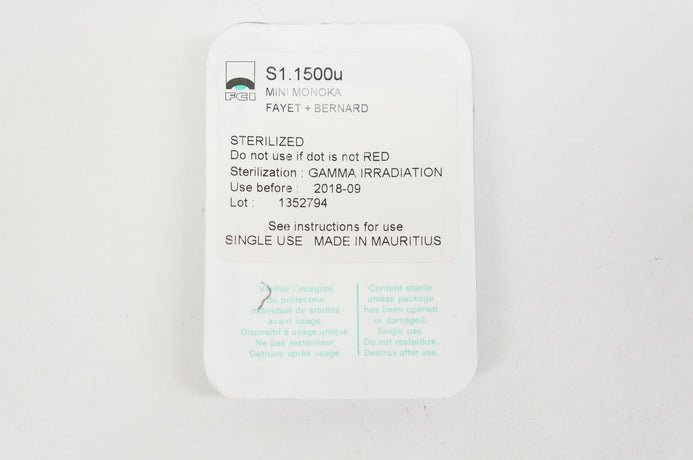 FCI
S1.1500u
MINI MONOKA
FAYET + BERNARD
STERILIZED
Do not use if dot is not RED
Sterilization : GAMMA IRRADIATION
Use before : 2018-09
Lot : 1352794
See instructions for use
SINGLE USE MADE IN MAURITIUS
Vérifier l'intégrité
du protecteur
individuel de stérilité
avant usage.
Dispositif à usage unique.
Ne pas restériliser.
Détruire après usage.
Content sterile
unless package
has been opened
or damaged.
Single use.
Do not resterilize.
Destroy after use.